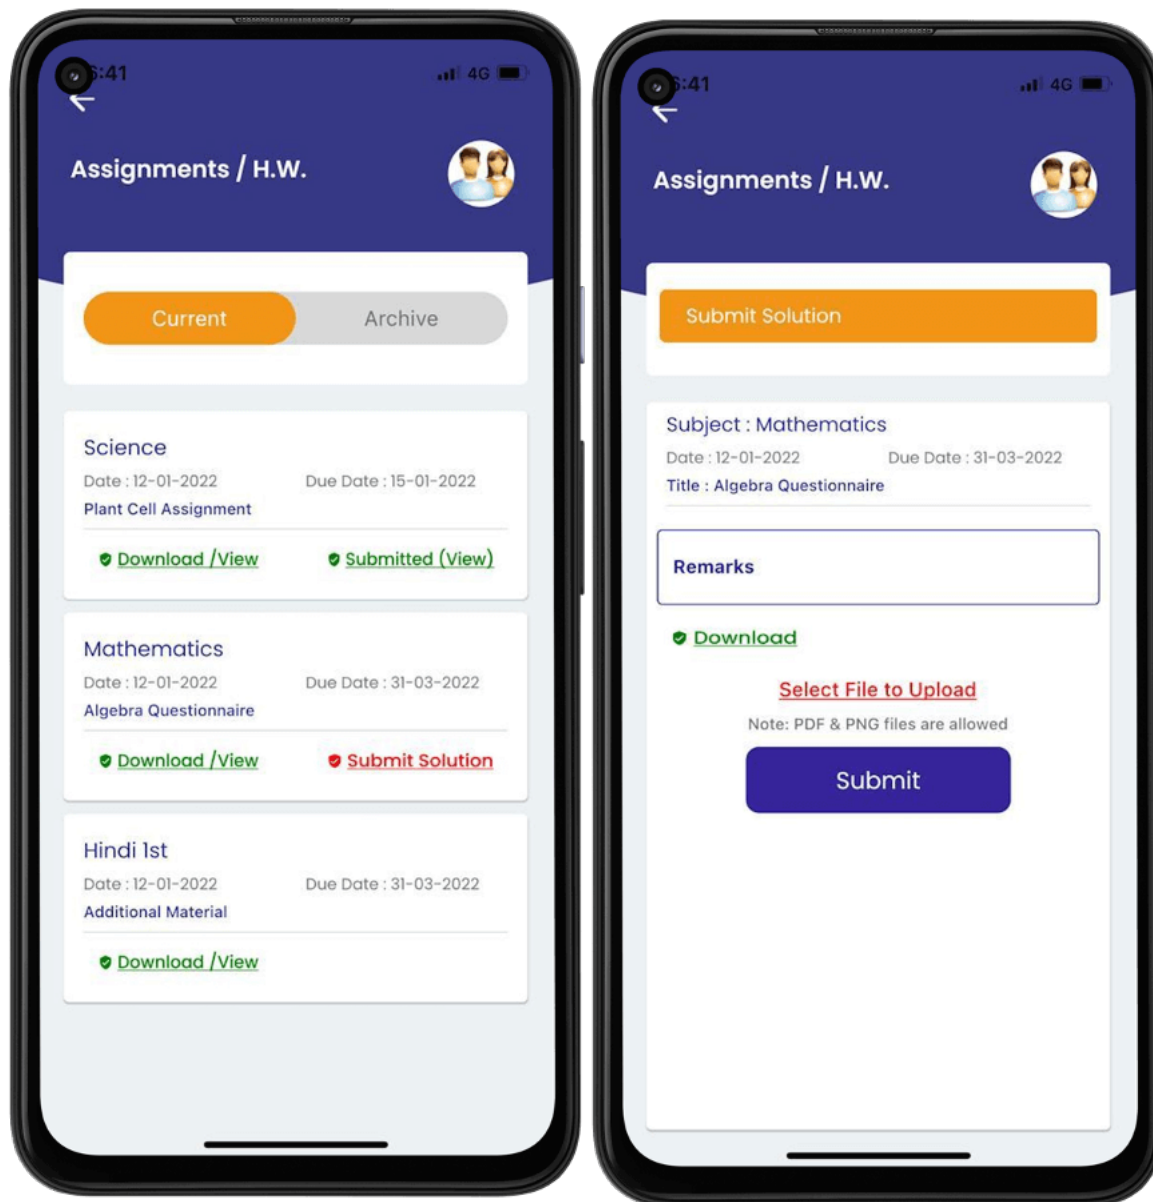 :41
4G
Assignments / H.W.
Current Archive
Science
Date : 12-01-2022 Due Date : 15-01-2022
Plant Cell Assignment
Download /View Submitted (View)
Mathematics
Date : 12-01-2022 Due Date : 31-03-2022
Algebra Questionnaire
Download /View Submit Solution
Hindi 1st
Date : 12-01-2022 Due Date : 31-03-2022
Additional Material
Download /View
:41
4G
Assignments / H.W.
Submit Solution
Subject : Mathematics
Date : 12-01-2022 Due Date : 31-03-2022
Title : Algebra Questionnaire
Remarks
Download
Select File to Upload
Note: PDF & PNG files are allowed
Submit